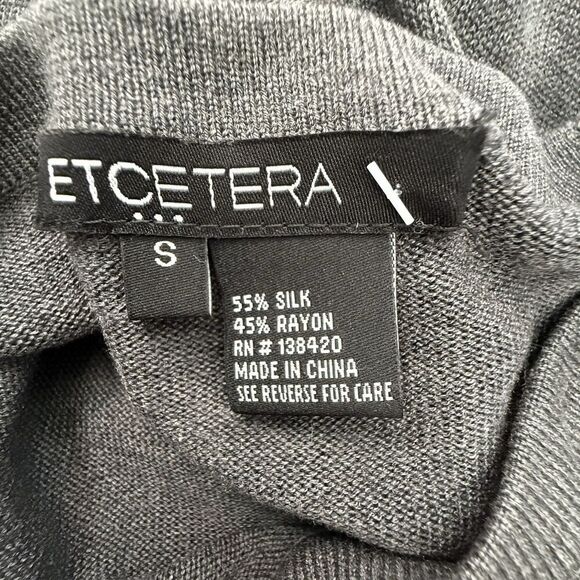 ETCETERA
S
55% SILK
45% RAYON
RN # 138420
MADE IN CHINA
SEE REVERSE FOR CARE